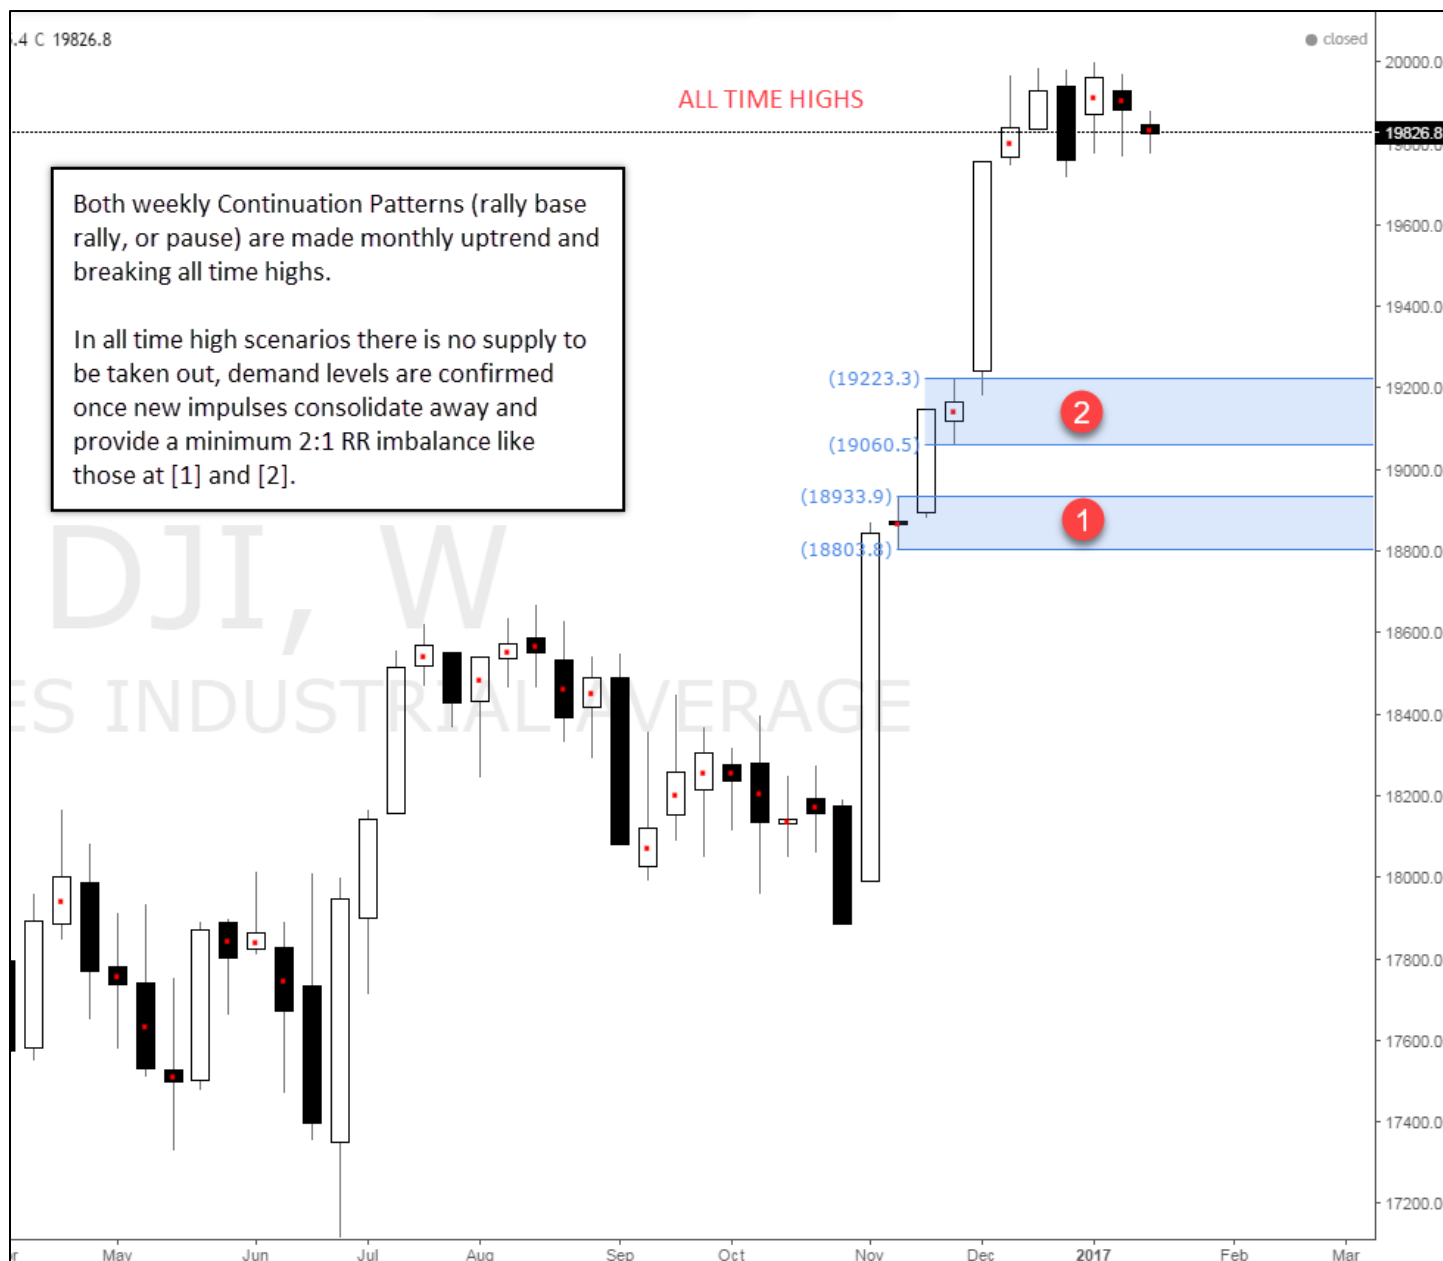 .4 C 19826.8
closed
ALL TIME HIGHS
20000.0
19826.8
19800.0
19600.0
19400.0
19200.0
19000.0
18800.0
18600.0
18400.0
18200.0
18000.0
17800.0
17600.0
17400.0
17200.0
Both weekly Continuation Patterns (rally base
rally, or pause) are made monthly uptrend and
breaking all time highs.
In all time high scenarios there is no supply to
be taken out, demand levels are confirmed
once new impulses consolidate away and
provide a minimum 2:1 RR imbalance like
those at [1] and [2].
(19223.3)
2
(19060.5)
(18933.9)
1
(18803.8)
DJI, W
ES INDUSTRIAL AVERAGE
May Jun Jul Aug Sep Oct Nov Dec 2017 Feb Mar